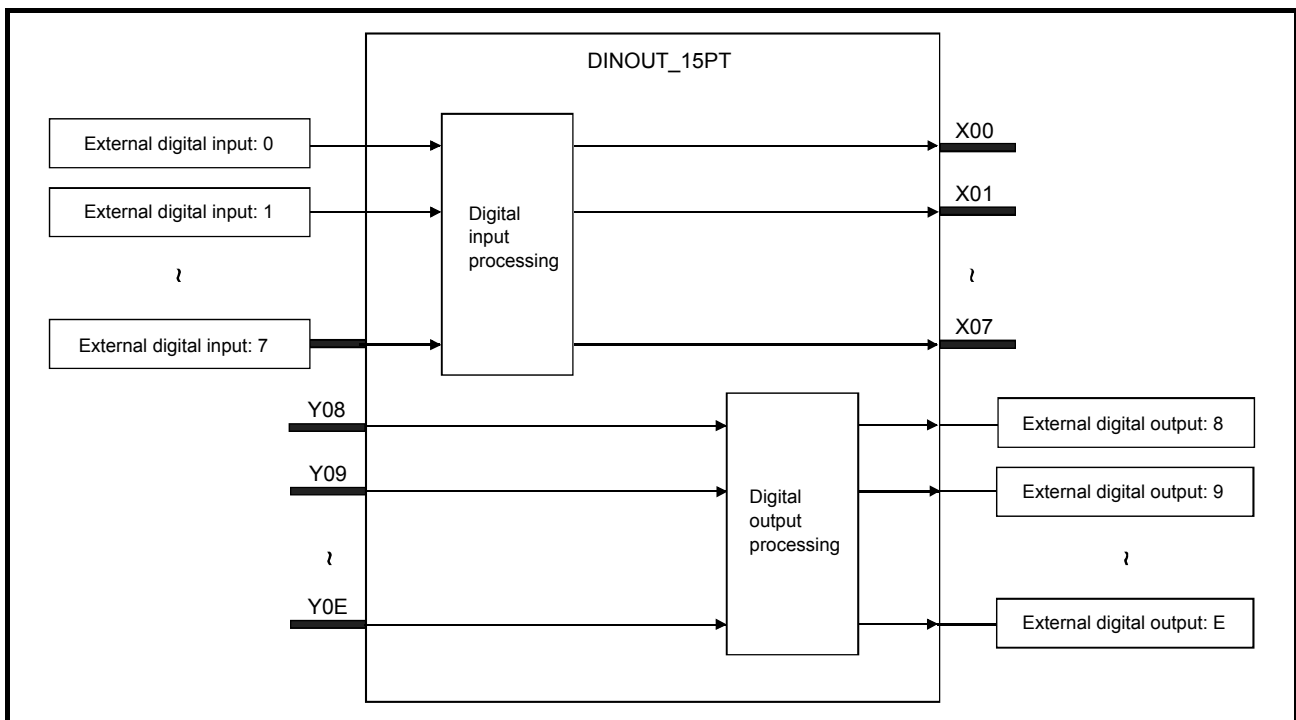 DINOUT_15PT
External digital input: 0
X00
External digital input: 1
X01
Digital
input
processing
~
~
External digital input: 7
X07
Y08
External digital output: 8
Y09
External digital output: 9
Digital
output
processing
~
~
Y0E
External digital output: E